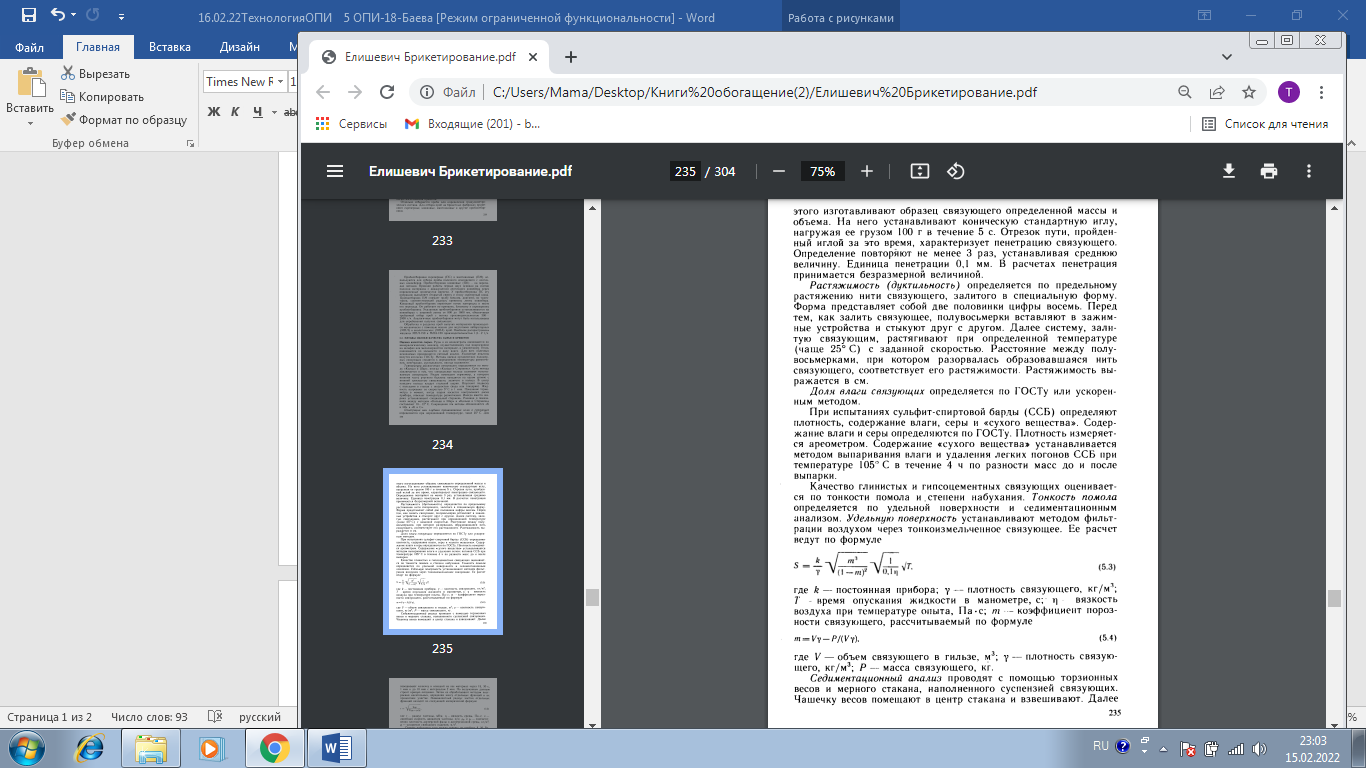 16.02.22ТехнологияОПИ 5 ОПИ-18-Баева [Режим ограниченной функциональности] - Word
Работа с рисунками
Файл
Главная
Вставка
Дизайн
М
Вставить
Вырезать
Копировать
Формат по образцу
Буфер обмена
Times New R
1
Ж К Ч abc
Елишевич Брикетирование.pdf
Файл
C:/Users/Mama/Desktop/Книги%20обогащение(2)/Елишевич%20Брикетирование.pdf
T
Сервисы
Входящие (201) - b...
Список для чтения
Елишевич Брикетирование.pdf
235 / 304
75%
233
234
235
этого изготавливают образец связующего определенной массы и
объема. На него устанавливают коническую стандартную иглу,
нагружая ее грузом 100 г в течение 5 с. Отрезок пути, пройден-
ный иглой за это время, характеризует пенетрацию связующего.
Определение повторяют не менее 3 раз, устанавливая среднюю
величину. Единица пенетрации 0,1 мм. В расчетах пенетрация
принимается безразмерной величиной.
Растяжимость (дуктильность) определяется по предельному
растяжению нити связующего, залитого в специальную форму.
Форма представляет собой две половинки цифры восемь. Перед
тем, как залить связующее, полувосьмерки вставляют в зажим-
ные устройства и стыкуют друг с другом. Далее систему, зали-
тую связующим, растягивают при определенной температуре
(чаще 25° С) с заданной скоростью. Расстояние между полу-
восьмерками, при котором разорвалась образовавшаяся нить
связующего, соответствует его растяжимости. Растяжимость вы-
ражается в см.
Доля влаги связующих определяется по ГОСТу или ускорен-
ным методом.
При испытаниях сульфит-спиртовой барды (ССБ) определяют
плотность, содержание влаги, серы и «сухого вещества». Содер-
жание влаги и серы определяются по ГОСТу. Плотность измеряет-
ся ареометром. Содержание «сухого вещества» устанавливается
методом выпаривания влаги и удаления легких погонов ССБ при
температуре 105° С в течение 4 ч по разности масс до и после
выпарки.
Качество глинистых и гипсоцементных связующих оценивает-
ся по тонкости помола и степени набухания. Тонкость помола
определяется по удельной поверхности и седиментационным
анализом. Удельную поверхность устанавливают методом фильт-
рации воздухом через тонкоизмельченное связующее. Ее расчет
ведут по формуле
S = k/γ √(m³/(1−m)²) √(1/(0,1η)) √T, (5.3)
где k — постоянная прибора; γ — плотность связующего, кг/м³;
T - время опускания жидкости в манометре, с; η - вязкость
воздуха при температуре опыта, Па·с; m — коэффициент пороз-
ности связующего, рассчитываемый по формуле
m = Vγ − P/(Vγ), (5.4)
где V — объем связующего в гильзе, м³; γ — плотность связую-
щего, кг/м³; P — масса связующего, кг.
Седиментационный анализ проводят с помощью торзионных
весов и мерного стакана, наполненного суспензией связующих.
Чашечку весов помещают в центр стакана и взвешивают. Далее
235
Страница 1 из 2
Число слов: 93
русский
%
RU
23:03
15.02.2022